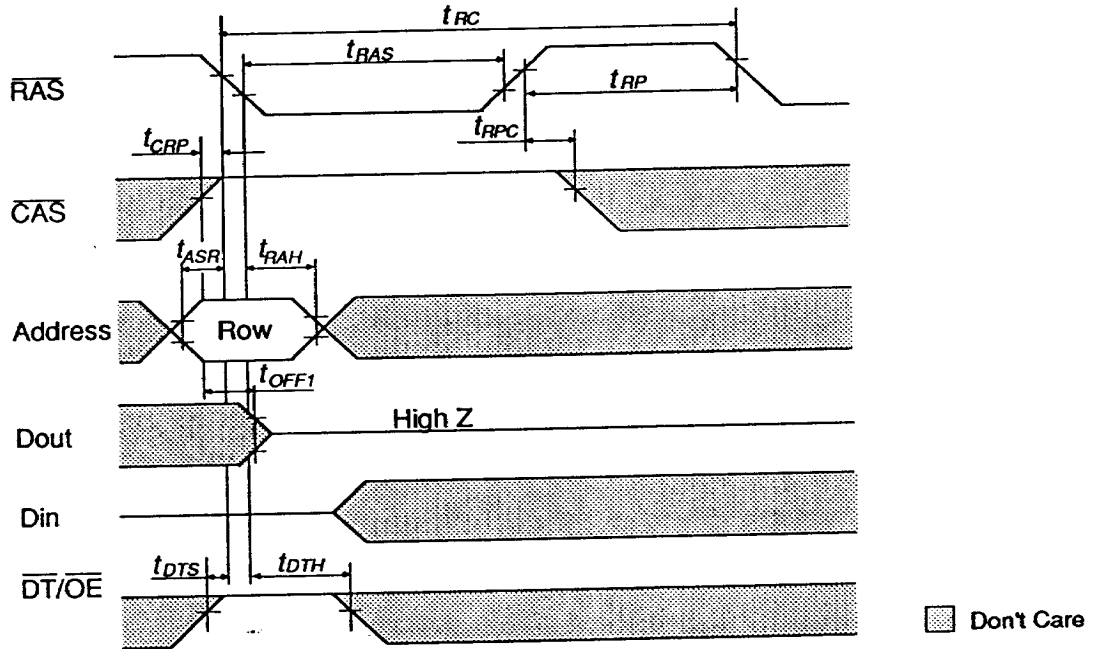 tRC
tRAS
RAS
tRP
tRPC
tCRP
CAS
tASR
tRAH
Address
Row
tOFF1
High Z
Dout
Din
tDTS
tDTH
DT/OE
Don't Care